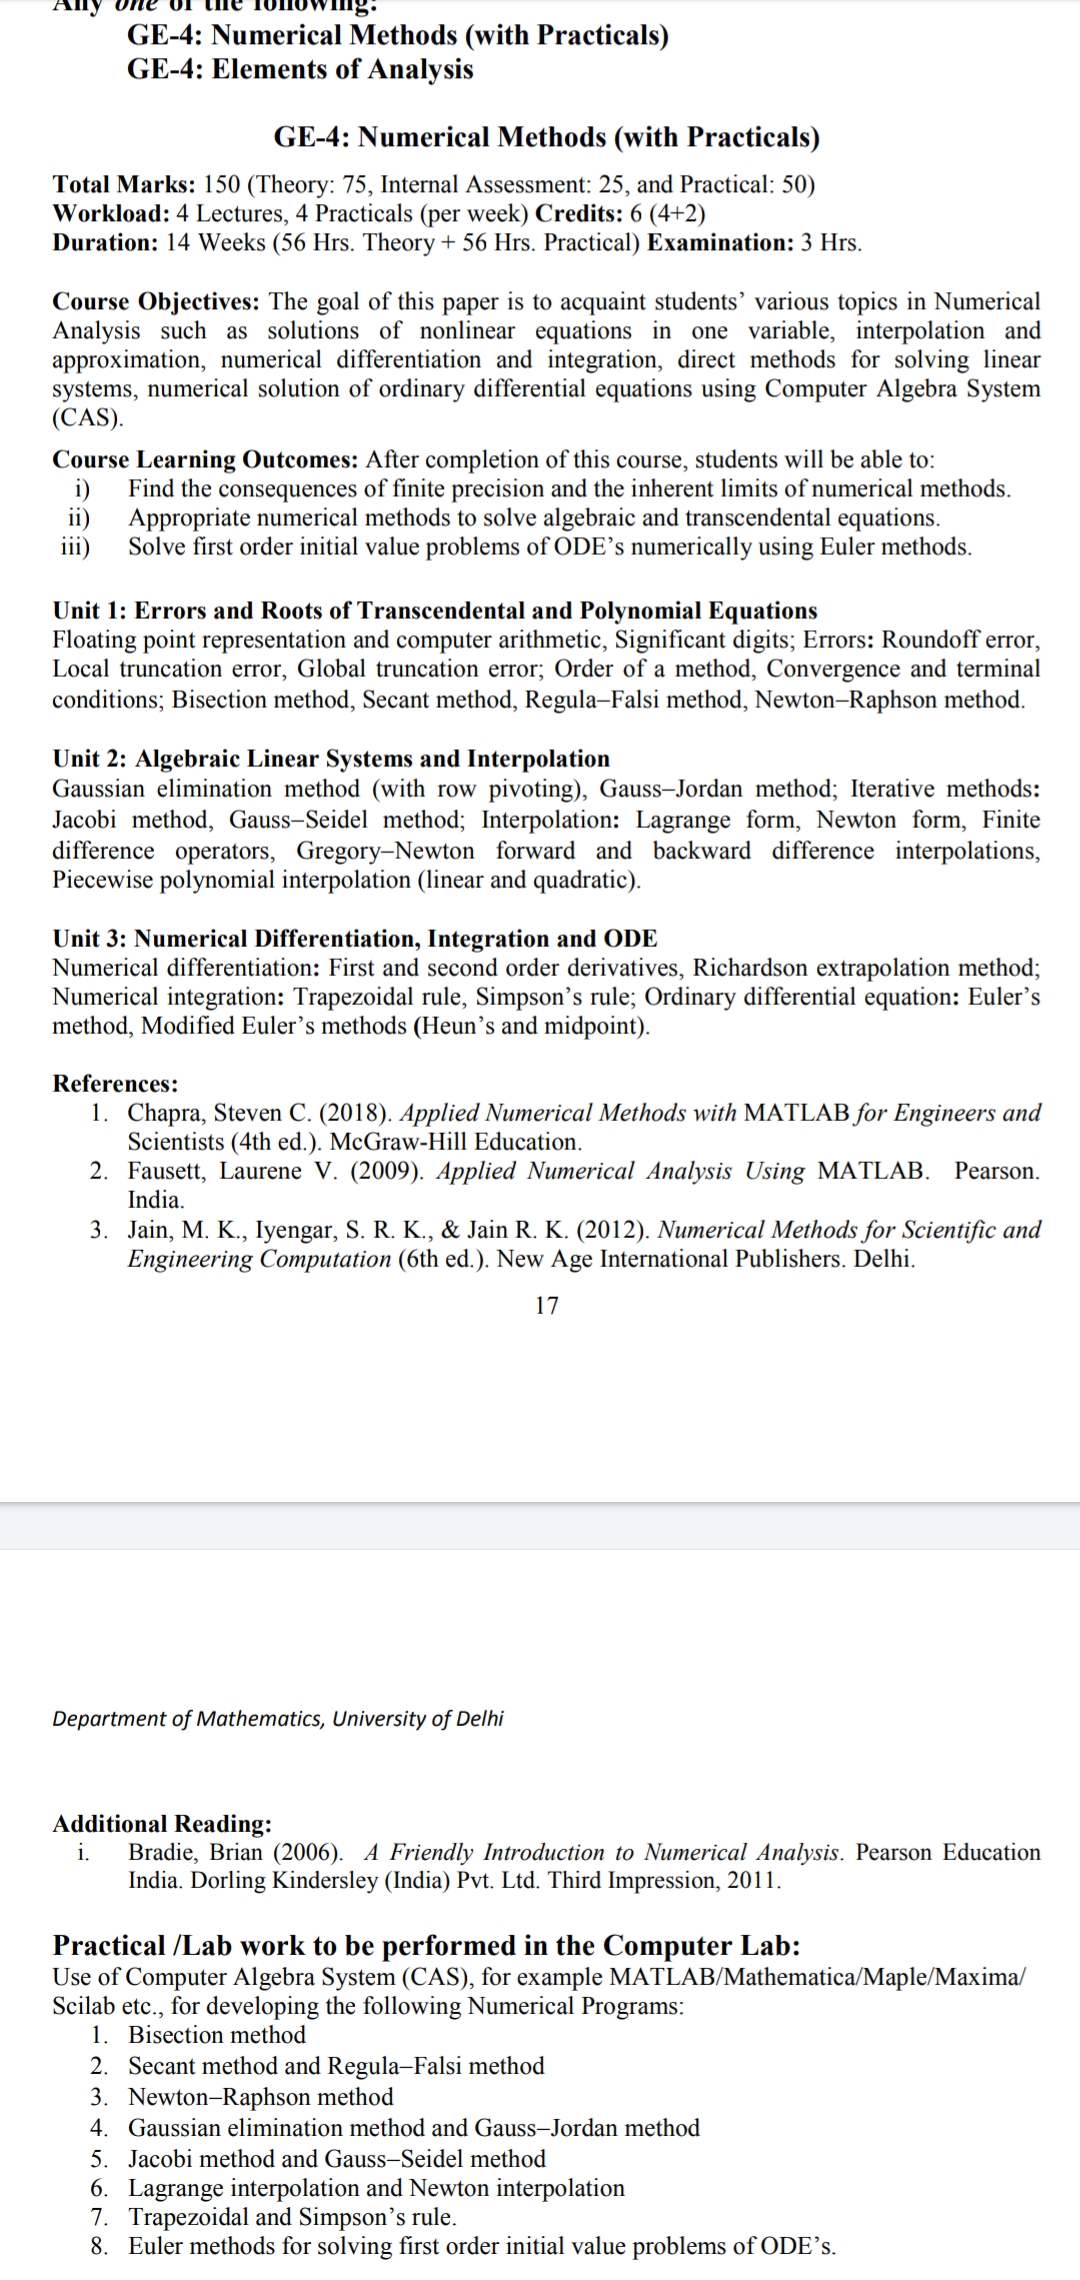 Any one of the following:
GE-4: Numerical Methods (with Practicals)
GE-4: Elements of Analysis
GE-4: Numerical Methods (with Practicals)
Total Marks: 150 (Theory: 75, Internal Assessment: 25, and Practical: 50)
Workload: 4 Lectures, 4 Practicals (per week) Credits: 6 (4+2)
Duration: 14 Weeks (56 Hrs. Theory + 56 Hrs. Practical) Examination: 3 Hrs.
Course Objectives: The goal of this paper is to acquaint students’ various topics in Numerical
Analysis such as solutions of nonlinear equations in one variable, interpolation and
approximation, numerical differentiation and integration, direct methods for solving linear
systems, numerical solution of ordinary differential equations using Computer Algebra System
(CAS).
Course Learning Outcomes: After completion of this course, students will be able to:
i) Find the consequences of finite precision and the inherent limits of numerical methods.
ii) Appropriate numerical methods to solve algebraic and transcendental equations.
iii) Solve first order initial value problems of ODE’s numerically using Euler methods.
Unit 1: Errors and Roots of Transcendental and Polynomial Equations
Floating point representation and computer arithmetic, Significant digits; Errors: Roundoff error,
Local truncation error, Global truncation error; Order of a method, Convergence and terminal
conditions; Bisection method, Secant method, Regula–Falsi method, Newton–Raphson method.
Unit 2: Algebraic Linear Systems and Interpolation
Gaussian elimination method (with row pivoting), Gauss–Jordan method; Iterative methods:
Jacobi method, Gauss–Seidel method; Interpolation: Lagrange form, Newton form, Finite
difference operators, Gregory–Newton forward and backward difference interpolations,
Piecewise polynomial interpolation (linear and quadratic).
Unit 3: Numerical Differentiation, Integration and ODE
Numerical differentiation: First and second order derivatives, Richardson extrapolation method;
Numerical integration: Trapezoidal rule, Simpson’s rule; Ordinary differential equation: Euler’s
method, Modified Euler’s methods (Heun’s and midpoint).
References:
1. Chapra, Steven C. (2018). Applied Numerical Methods with MATLAB for Engineers and
Scientists (4th ed.). McGraw-Hill Education.
2. Fausett, Laurene V. (2009). Applied Numerical Analysis Using MATLAB. Pearson.
India.
3. Jain, M. K., Iyengar, S. R. K., & Jain R. K. (2012). Numerical Methods for Scientific and
Engineering Computation (6th ed.). New Age International Publishers. Delhi.
17
Department of Mathematics, University of Delhi
Additional Reading:
i. Bradie, Brian (2006). A Friendly Introduction to Numerical Analysis. Pearson Education
India. Dorling Kindersley (India) Pvt. Ltd. Third Impression, 2011.
Practical /Lab work to be performed in the Computer Lab:
Use of Computer Algebra System (CAS), for example MATLAB/Mathematica/Maple/Maxima/
Scilab etc., for developing the following Numerical Programs:
1. Bisection method
2. Secant method and Regula–Falsi method
3. Newton–Raphson method
4. Gaussian elimination method and Gauss–Jordan method
5. Jacobi method and Gauss–Seidel method
6. Lagrange interpolation and Newton interpolation
7. Trapezoidal and Simpson’s rule.
8. Euler methods for solving first order initial value problems of ODE’s.